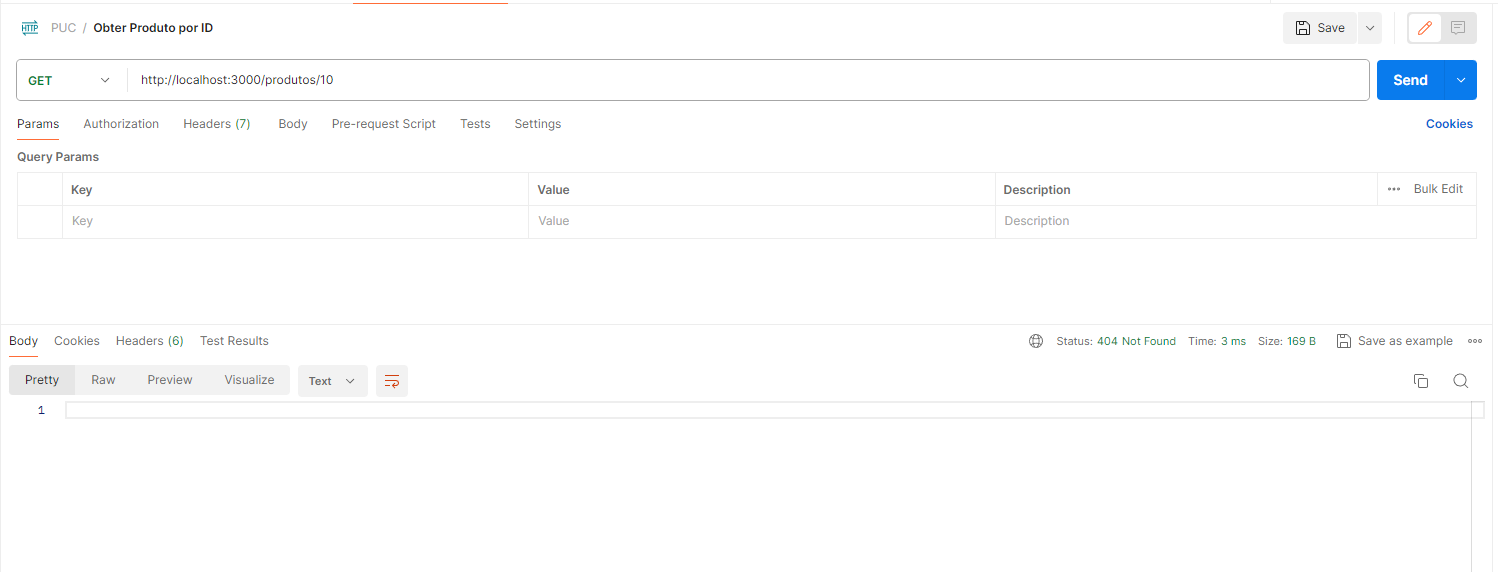 HTTP PUC / Obter Produto por ID Save
GET http://localhost:3000/produtos/10 Send
Params Authorization Headers (7) Body Pre-request Script Tests Settings Cookies
Query Params
Key Value Description ••• Bulk Edit
Key Value Description
Body Cookies Headers (6) Test Results Status: 404 Not Found Time: 3 ms Size: 169 B Save as example
Pretty Raw Preview Visualize Text
1